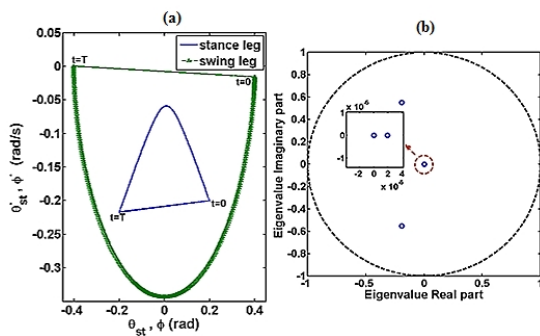 (a)
0.05
0
-0.05
-0.1
-0.15
-0.2
-0.25
-0.3
θ̇st , φ̇ (rad/s)
stance leg
swing leg
t=T
t=0
t=T
t=0
-0.4 -0.2 0 0.2 0.4
θst , φ (rad)
(b)
1
0.8
0.6
0.4
0.2
0
-0.2
-0.4
-0.6
-0.8
-1
Eigenvalue Imaginary part
x 10⁻⁶
1
0
-1
-2 0 2 4
x 10⁻⁶
-1 -0.5 0 0.5 1
Eigenvalue Real part